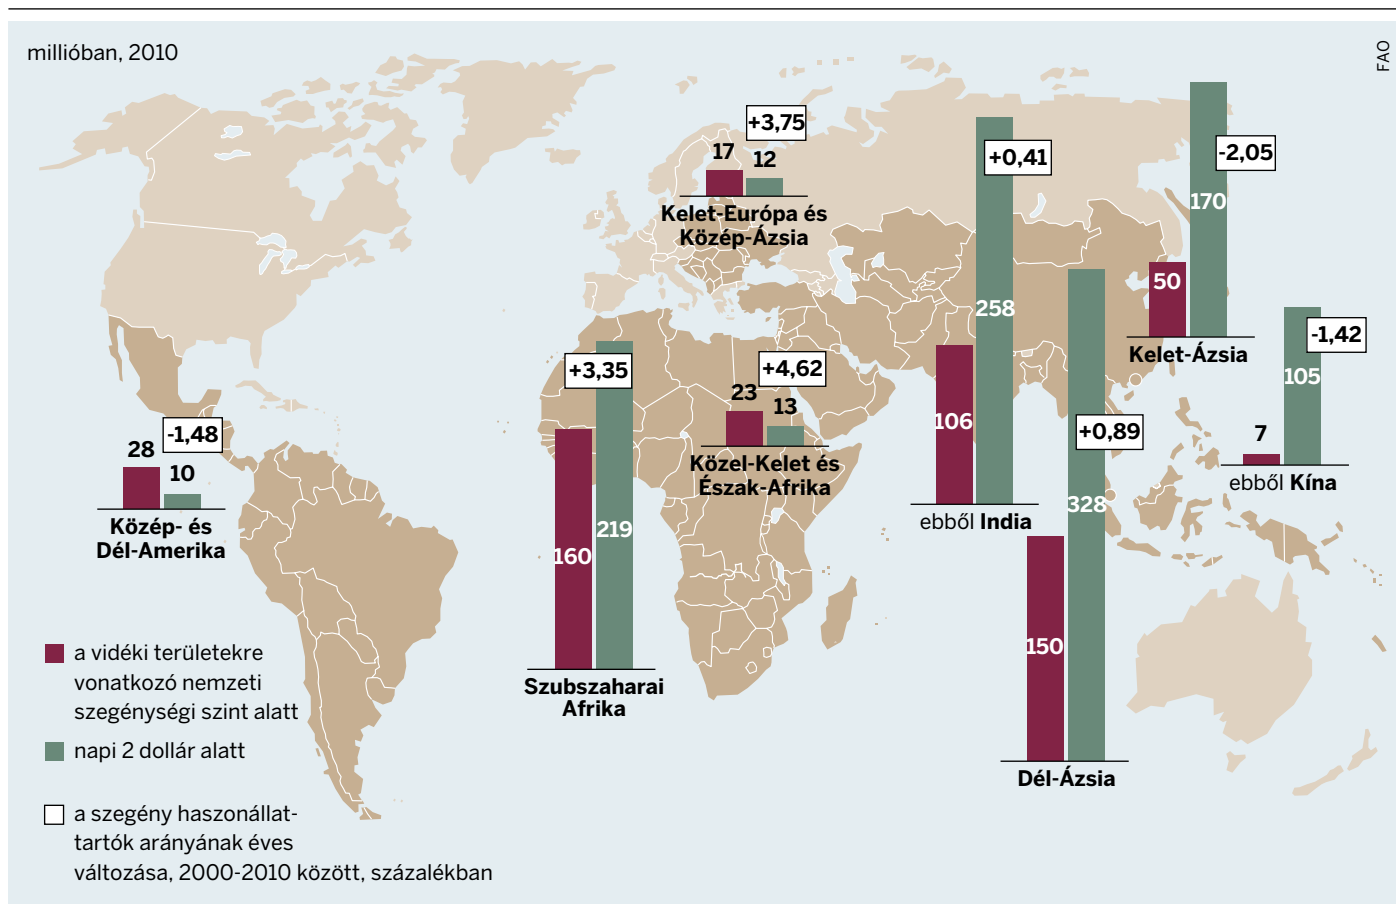 millióban, 2010
FAO
+3,75
17
12
Kelet-Európa és
Közép-Ázsia
+0,41
258
106
ebből India
-2,05
170
50
Kelet-Ázsia
-1,42
105
7
ebből Kína
+3,35
219
160
Szubszaharai
Afrika
+4,62
23
13
Közel-Kelet és
Észak-Afrika
+0,89
328
150
Dél-Ázsia
-1,48
28
10
Közép- és
Dél-Amerika
a vidéki területekre
vonatkozó nemzeti
szegénységi szint alatt
napi 2 dollár alatt
a szegény haszonállat-
tartók arányának éves
változása, 2000-2010 között, százalékban